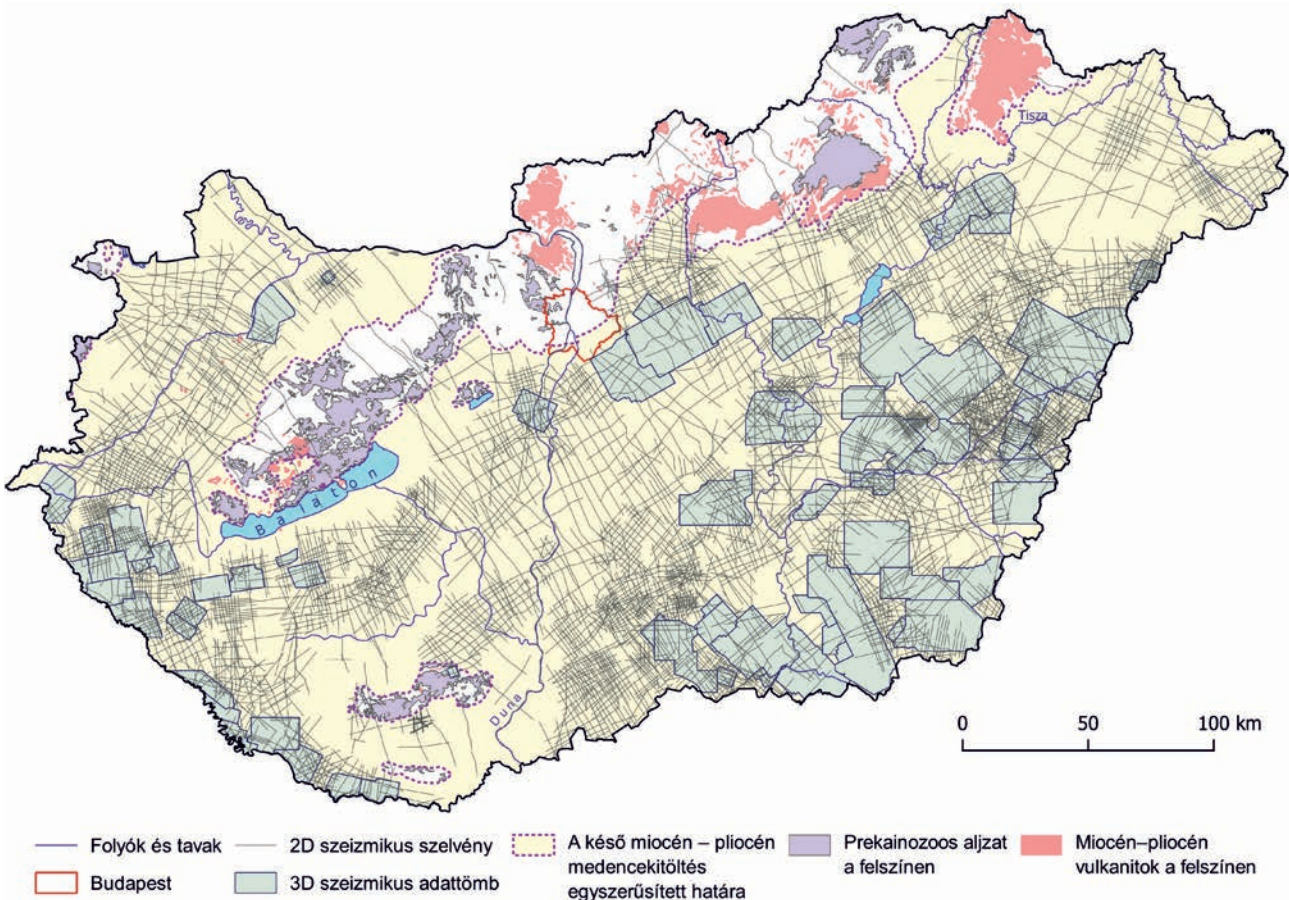 Tisza
Balaton
Duna
0 50 100 km
Folyók és tavak
2D szeizmikus szelvény
A késő miocén – pliocén
medencekitöltés
egyszerűsített határa
Prekainozoos aljzat
a felszínen
Miocén–pliocén
vulkanitok a felszínen
Budapest
3D szeizmikus adattömb